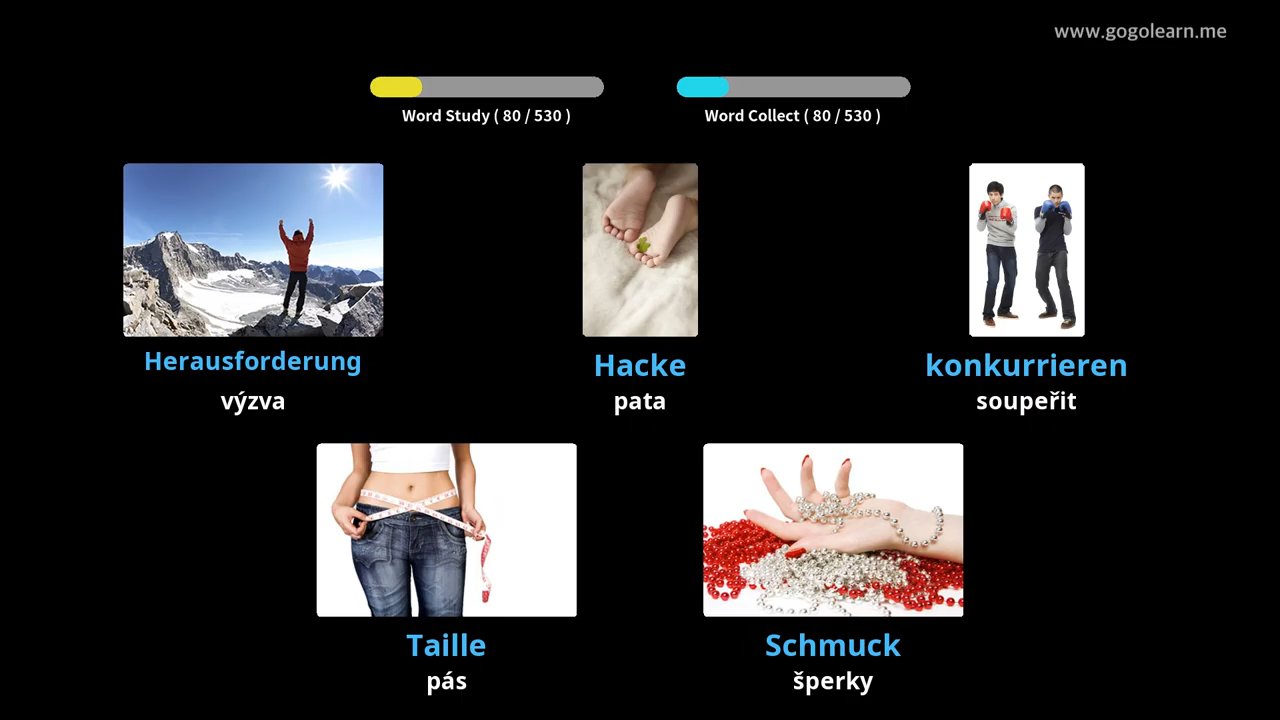 www.gogolearn.me
Word Study ( 80 / 530 )
Word Collect ( 80 / 530 )
Herausforderung
výzva
Hacke
pata
konkurrieren
soupeřit
Taille
pás
Schmuck
šperky